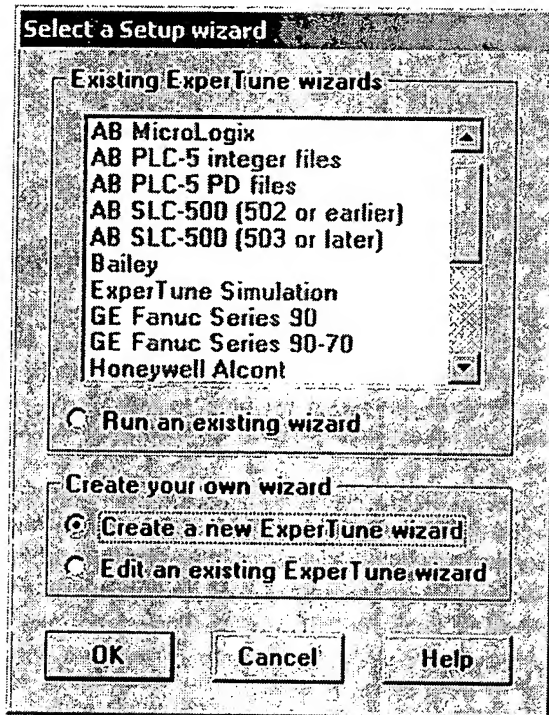 Select a Setup wizard
Existing ExperTune wizards
AB MicroLogix
AB PLC-5 integer files
AB PLC-5 PD files
AB SLC-500 (502 or earlier)
AB SLC-500 (503 or later)
Bailey
ExperTune Simulation
GE Fanuc Series 90
GE Fanuc Series 90-70
Honeywell Alcont
Run an existing wizard
Create your own wizard
Create a new ExperTune wizard
Edit an existing ExperTune wizard
OK Cancel Help